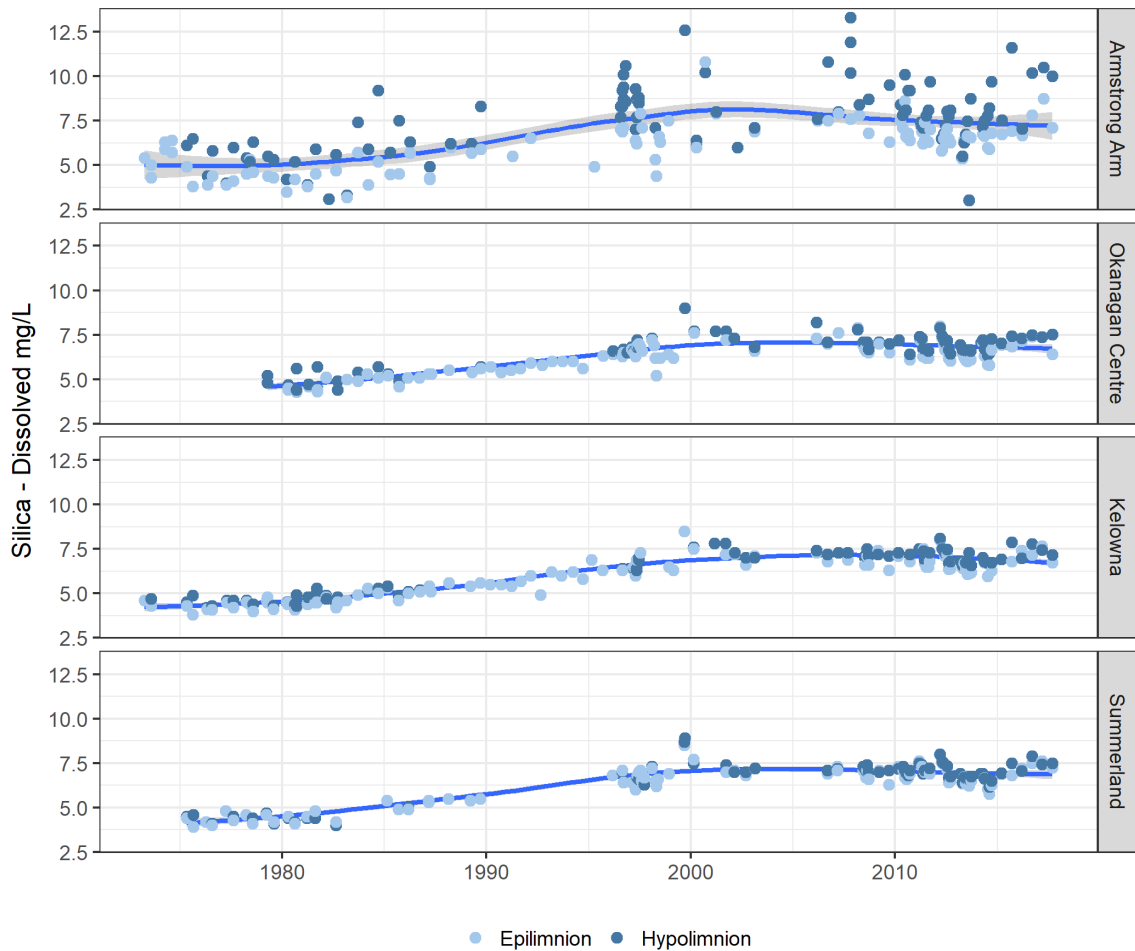 Silica - Dissolved mg/L
12.5
10.0
7.5
5.0
2.5
Armstrong Arm
12.5
10.0
7.5
5.0
2.5
Okanagan Centre
12.5
10.0
7.5
5.0
2.5
Kelowna
12.5
10.0
7.5
5.0
2.5
Summerland
1980 1990 2000 2010
Epilimnion Hypolimnion